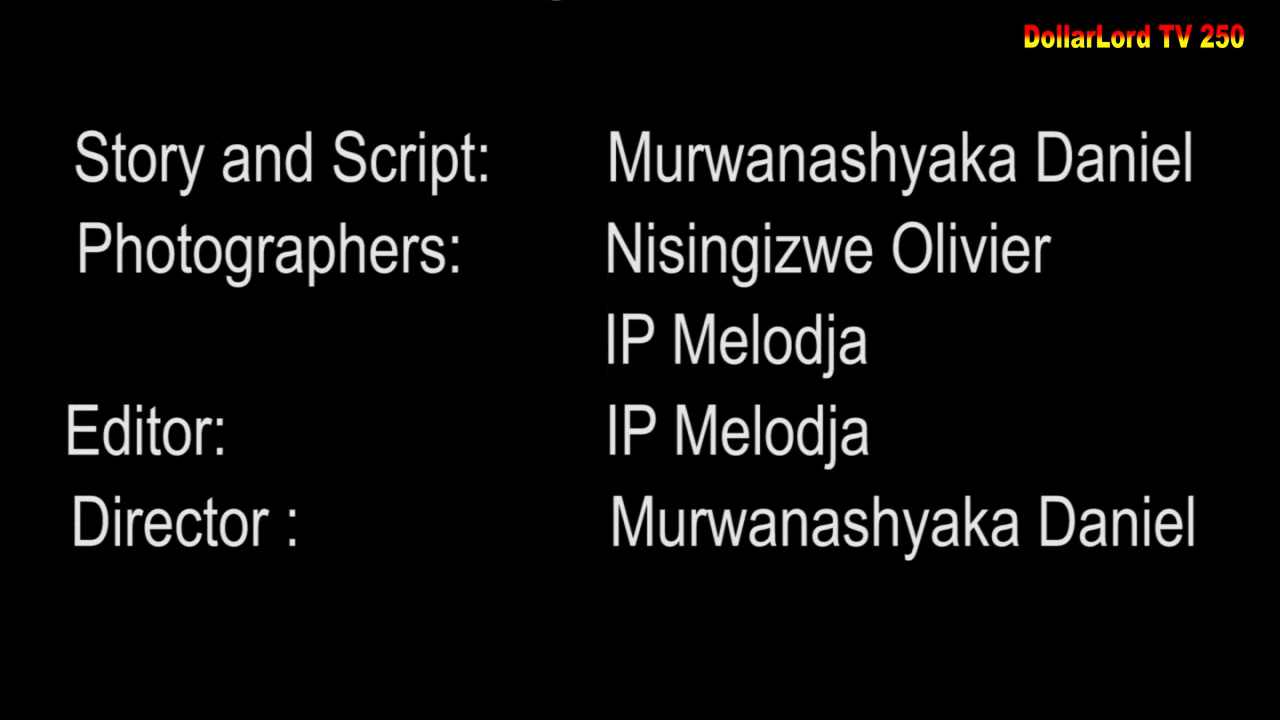 DollarLord TV 250
Story and Script: Murwanashyaka Daniel
Photographers: Nisingizwe Olivier
IP Melodja
Editor: IP Melodja
Director : Murwanashyaka Daniel